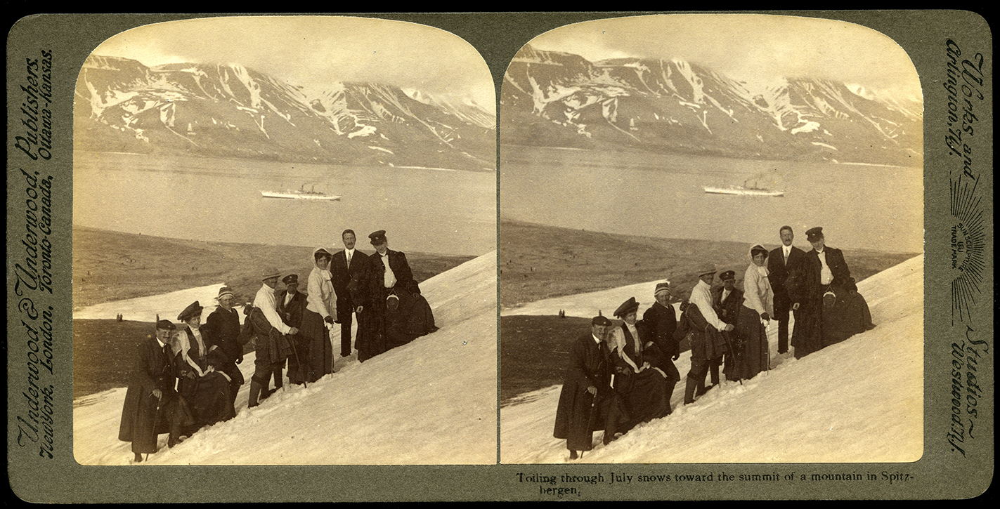 Underwood & Underwood, Publishers.
New York, London, Toronto-Canada, Ottawa-Kansas.
Works and
Arlington, N.J.
SUN SCULPTURE
U&U
TRADE MARK
Studios~
Westwood, N.J.
Toiling through July snows toward the summit of a mountain in Spitz-
bergen.